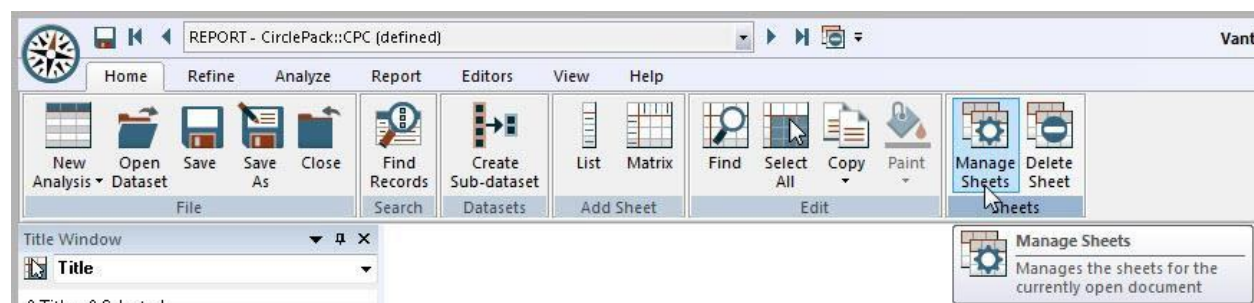 REPORT - CirclePack::CPC (defined)
Vant
Home Refine Analyze Report Editors View Help
New Open Save Save Close Find Create List Matrix Find Select Copy Paint Manage Delete
Analysis Dataset As Records Sub-dataset All Sheets Sheet
File Search Datasets Add Sheet Edit Sheets
Title Window
Title
Manage Sheets
Manages the sheets for the
currently open document